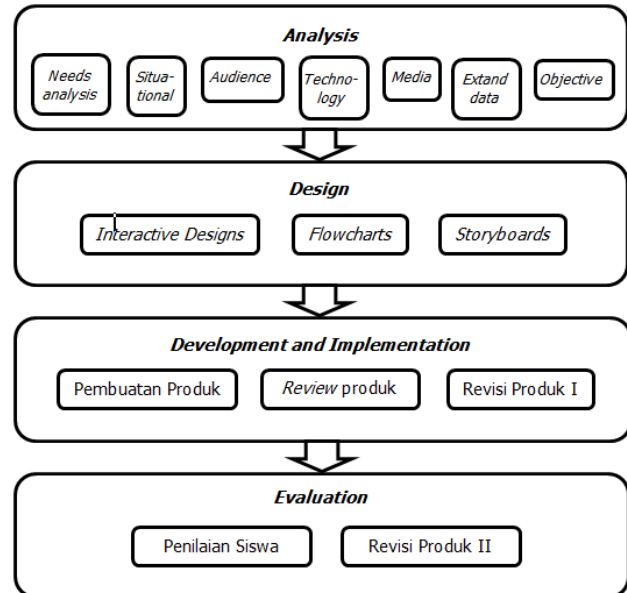 Analysis
Needs
analysis
Situa-
tional
Audience
Techno-
logy
Media
Extand
data
Objective
Design
Interactive Designs
Flowcharts
Storyboards
Development and Implementation
Pembuatan Produk
Review produk
Revisi Produk I
Evaluation
Penilaian Siswa
Revisi Produk II